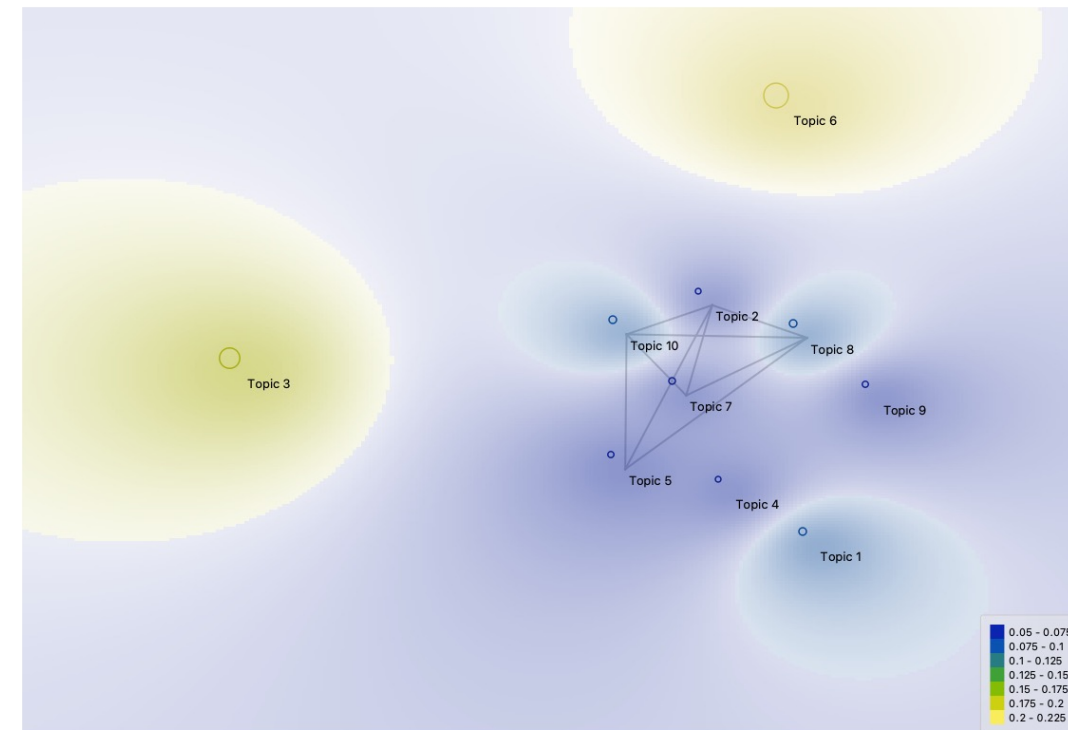 Topic 6
Topic 2
Topic 10
Topic 8
Topic 3
Topic 7
Topic 9
Topic 5
Topic 4
Topic 1
0.05 - 0.075
0.075 - 0.1
0.1 - 0.125
0.125 - 0.15
0.15 - 0.175
0.175 - 0.2
0.2 - 0.225